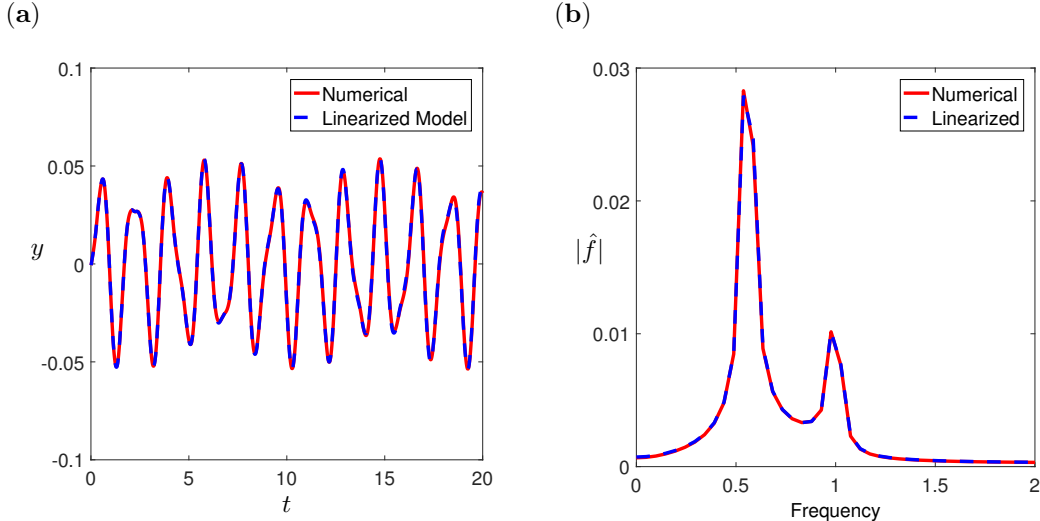 (a)
0.1
0.05
0
-0.05
-0.1
y
0
5
10
15
20
t
Numerical
Linearized Model
(b)
0.03
0.02
0.01
0
|f̂|
0
0.5
1
1.5
2
Frequency
Numerical
Linearized